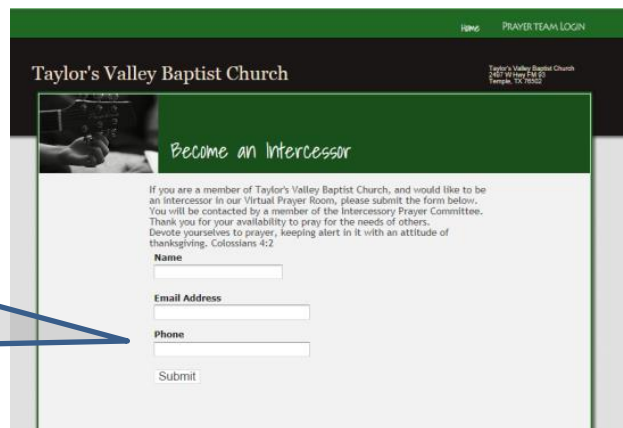 Home PRAYER TEAM LOGIN
Taylor's Valley Baptist Church
Taylor's Valley Baptist Church
2497 W Hwy FM 93
Temple, TX 76502
Become an Intercessor
If you are a member of Taylor's Valley Baptist Church, and would like to be
an intercessor in our Virtual Prayer Room, please submit the form below.
You will be contacted by a member of the Intercessory Prayer Committee.
Thank you for your availability to pray for the needs of others.
Devote yourselves to prayer, keeping alert in it with an attitude of
thanksgiving. Colossians 4:2
Name
Email Address
Phone
Submit